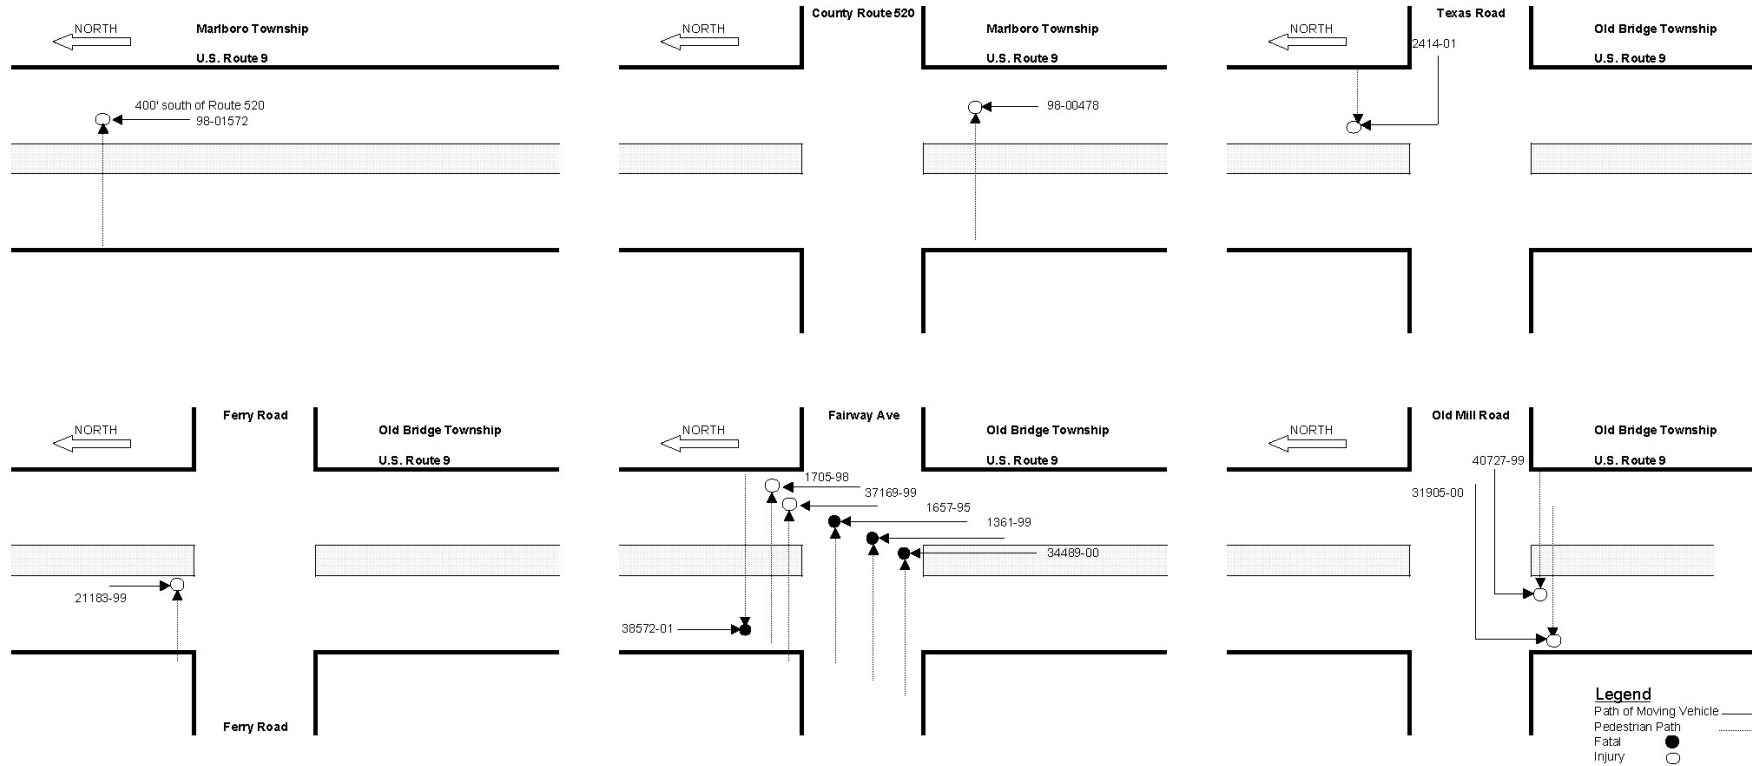 NORTH
Marlboro Township
U.S. Route 9
400' south of Route 520
98-01572
County Route 520
NORTH
Marlboro Township
U.S. Route 9
98-00478
Texas Road
NORTH
2414-01
Old Bridge Township
U.S. Route 9
Ferry Road
NORTH
Old Bridge Township
U.S. Route 9
21183-99
Ferry Road
Fairway Ave
NORTH
Old Bridge Township
U.S. Route 9
1705-98
37169-99
1657-95
1361-99
34489-00
38572-01
Old Mill Road
NORTH
Old Bridge Township
40727-99
U.S. Route 9
31905-00
Legend
Path of Moving Vehicle
Pedestrian Path
Fatal
Injury